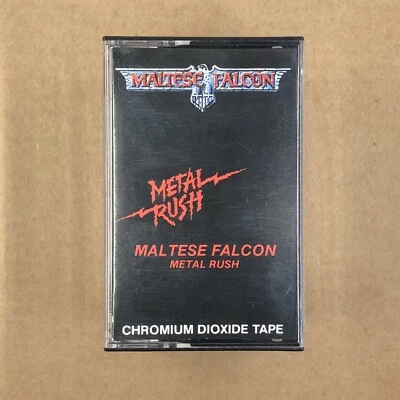 MALTESE FALCON
METAL
RUSH
MALTESE FALCON
METAL RUSH
CHROMIUM DIOXIDE TAPE